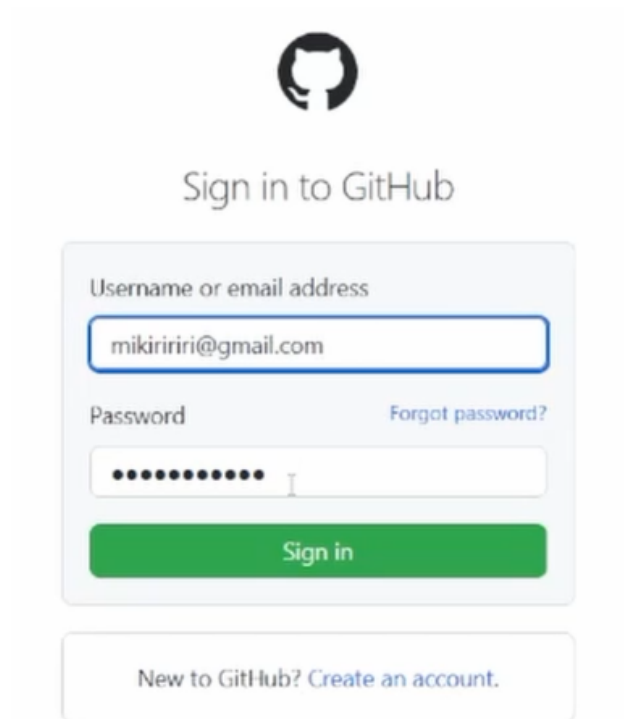 Sign in to GitHub
Username or email address
mikiriririri@gmail.com
Password Forgot password?
•••••••••••
Sign in
New to GitHub? Create an account.